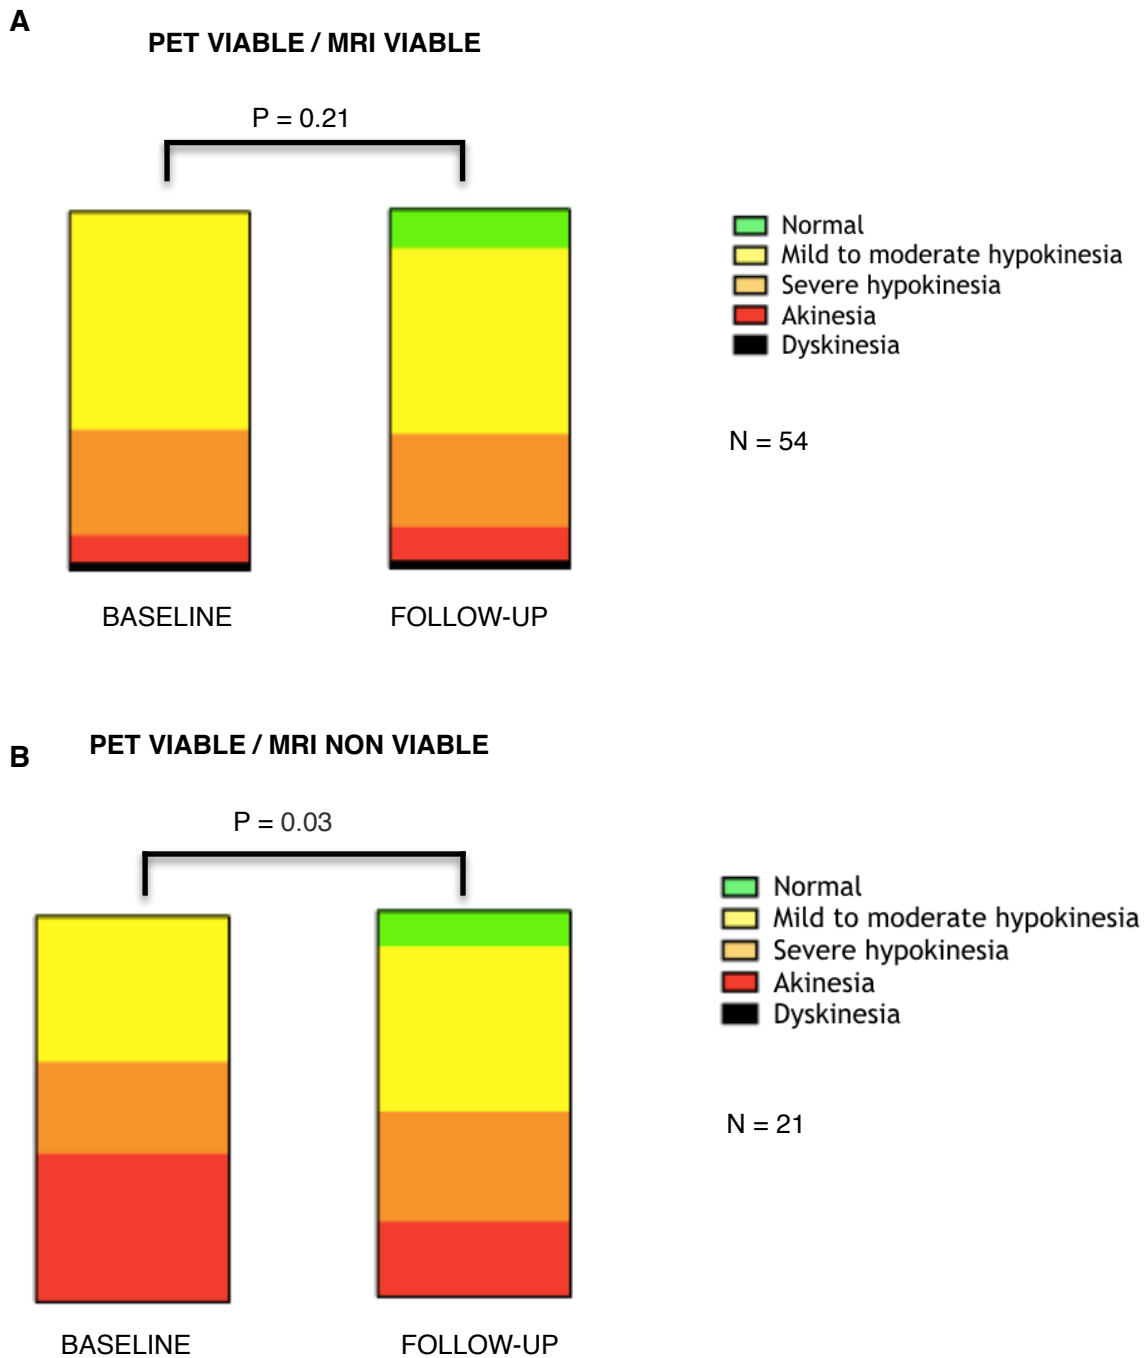 A
PET VIABLE / MRI VIABLE
P = 0.21
Normal
Mild to moderate hypokinesia
Severe hypokinesia
Akinesia
Dyskinesia
N = 54
BASELINE
FOLLOW-UP
B
PET VIABLE / MRI NON VIABLE
P = 0.03
Normal
Mild to moderate hypokinesia
Severe hypokinesia
Akinesia
Dyskinesia
N = 21
BASELINE
FOLLOW-UP